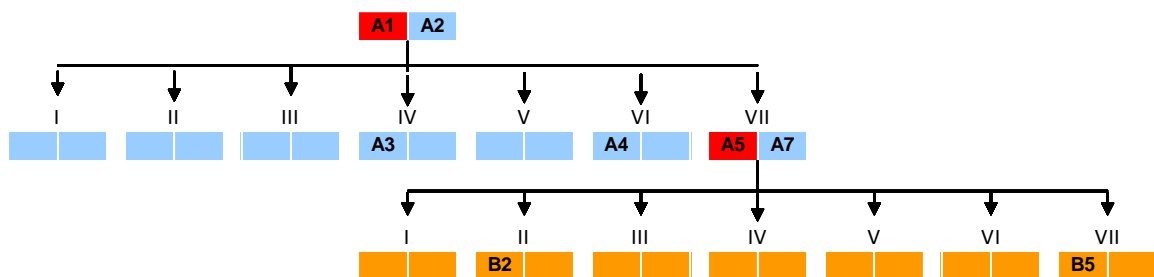 A1 A2
I II III IV V VI VII
A3 A4 A5 A7
I II III IV V VI VII
B2 B5